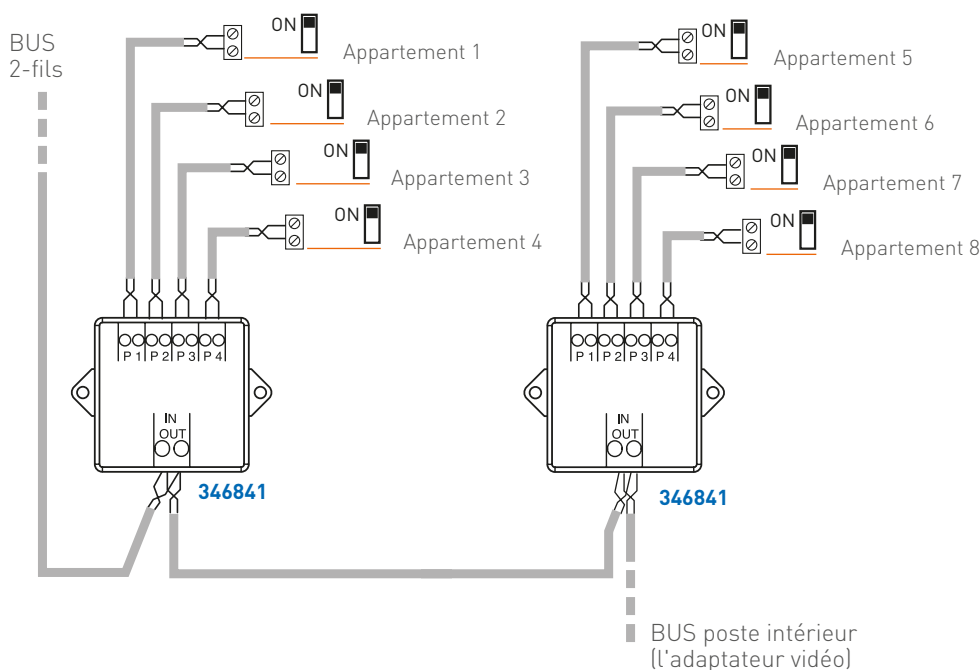 BUS
2-fils
ON
Appartement 1
ON
Appartement 2
ON
Appartement 3
ON
Appartement 4
ON
Appartement 5
ON
Appartement 6
ON
Appartement 7
ON
Appartement 8
P 1 P 2 P 3 P 4
IN
OUT
346841
P 1 P 2 P 3 P 4
IN
OUT
346841
BUS poste intérieur
(l'adaptateur vidéo)